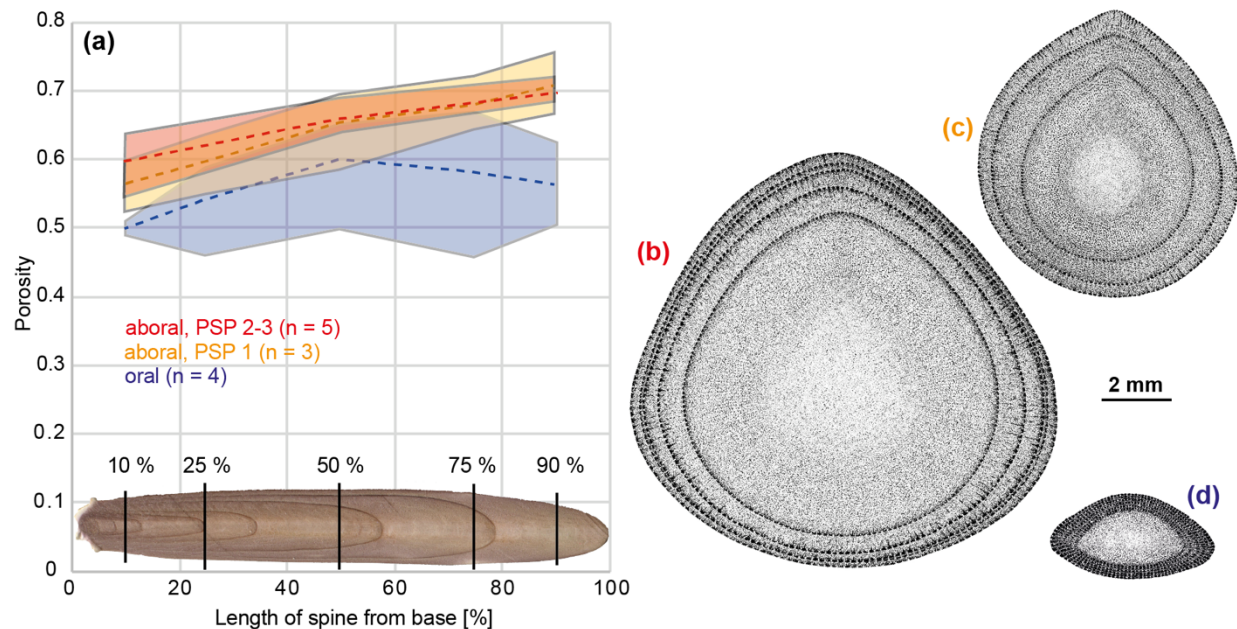 (a)
0.8
0.7
0.6
0.5
0.4
0.3
0.2
0.1
0
Porosity
aboral, PSP 2-3 (n = 5)
aboral, PSP 1 (n = 3)
oral (n = 4)
10 % 25 % 50 % 75 % 90 %
0 20 40 60 80 100
Length of spine from base [%]
(b)
(c)
2 mm
(d)